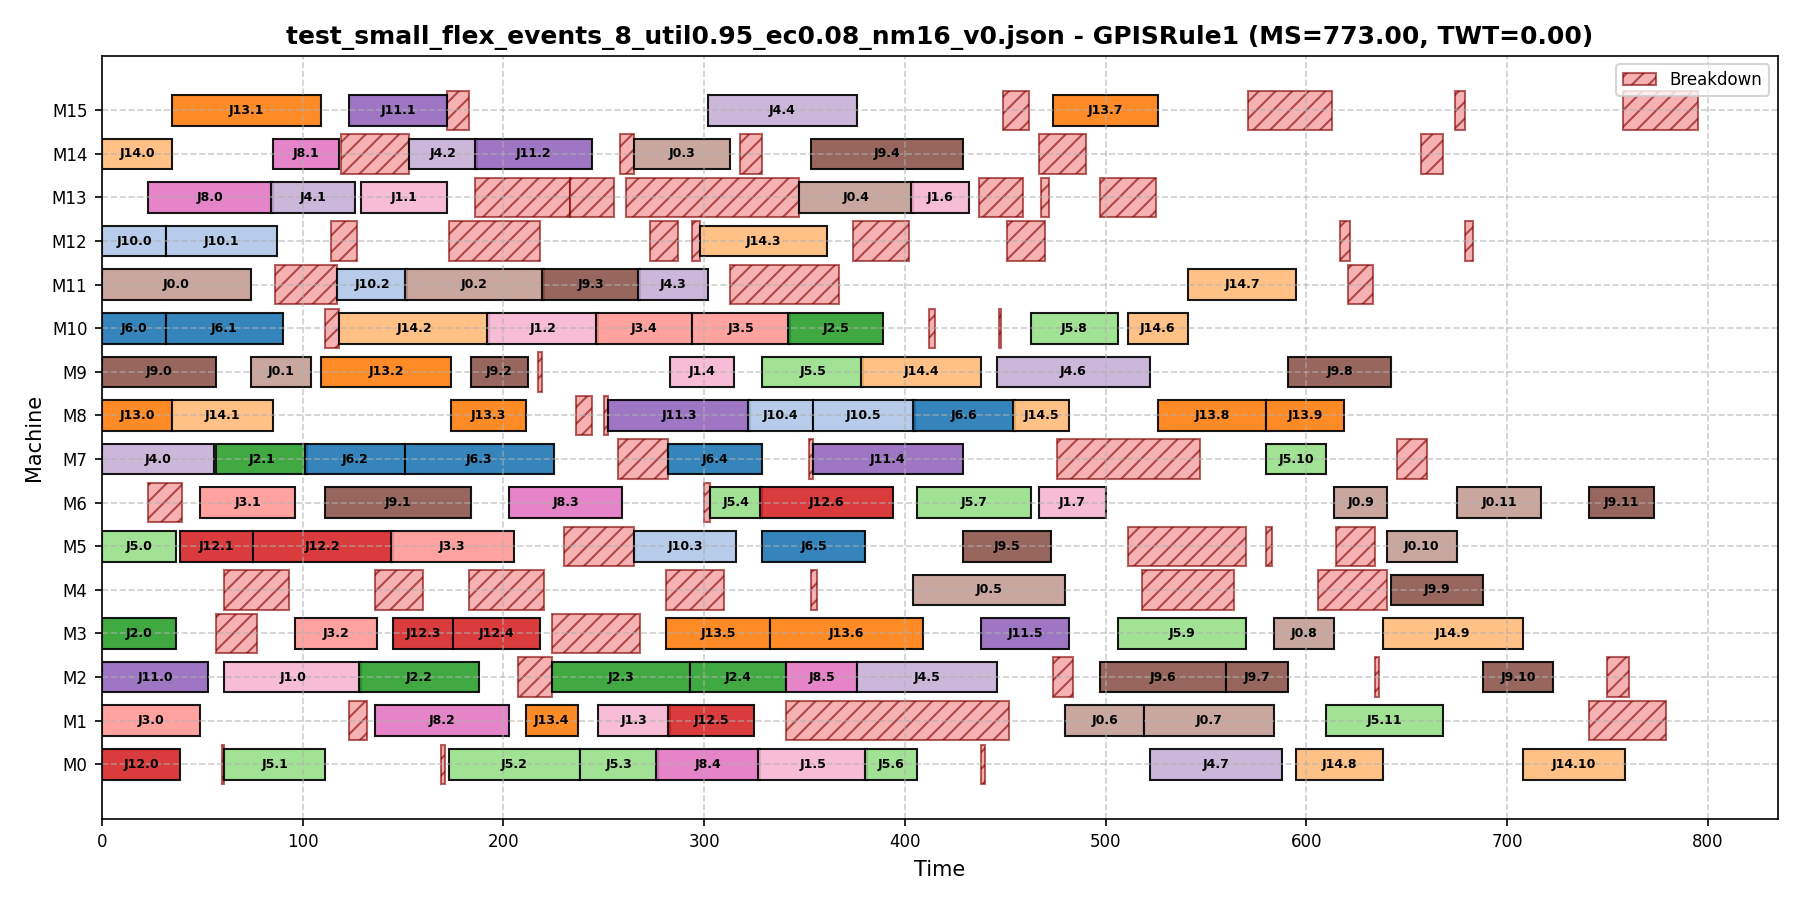 test_small_flex_events_8_util0.95_ec0.08_nm16_v0.json - GPISRule1 (MS=773.00, TWT=0.00)
Breakdown
M15 J13.1 J11.1 J4.4 J13.7
M14 J14.0 J8.1 J4.2 J11.2 J0.3 J9.4
M13 J8.0 J4.1 J1.1 J0.4 J1.6
M12 J10.0 J10.1 J14.3
M11 J0.0 J10.2 J0.2 J9.3 J4.3 J14.7
M10 J6.0 J6.1 J14.2 J1.2 J3.4 J3.5 J2.5 J5.8 J14.6
M9 J9.0 J0.1 J13.2 J9.2 J1.4 J5.5 J14.4 J4.6 J9.8
M8 J13.0 J14.1 J13.3 J11.3 J10.4 J10.5 J6.6 J14.5 J13.8 J13.9
M7 J4.0 J2.1 J6.2 J6.3 J6.4 J11.4 J5.10
M6 J3.1 J9.1 J8.3 J5.4 J12.6 J5.7 J1.7 J0.9 J0.11 J9.11
M5 J5.0 J12.1 J12.2 J3.3 J10.3 J6.5 J9.5 J0.10
M4 J0.5 J9.9
M3 J2.0 J3.2 J12.3 J12.4 J13.5 J13.6 J11.5 J5.9 J0.8 J14.9
M2 J11.0 J1.0 J2.2 J2.3 J2.4 J8.5 J4.5 J9.6 J9.7 J9.10
M1 J3.0 J8.2 J13.4 J1.3 J12.5 J0.6 J0.7 J5.11
M0 J12.0 J5.1 J5.2 J5.3 J8.4 J1.5 J5.6 J4.7 J14.8 J14.10
Machine
0 100 200 300 400 500 600 700 800
Time